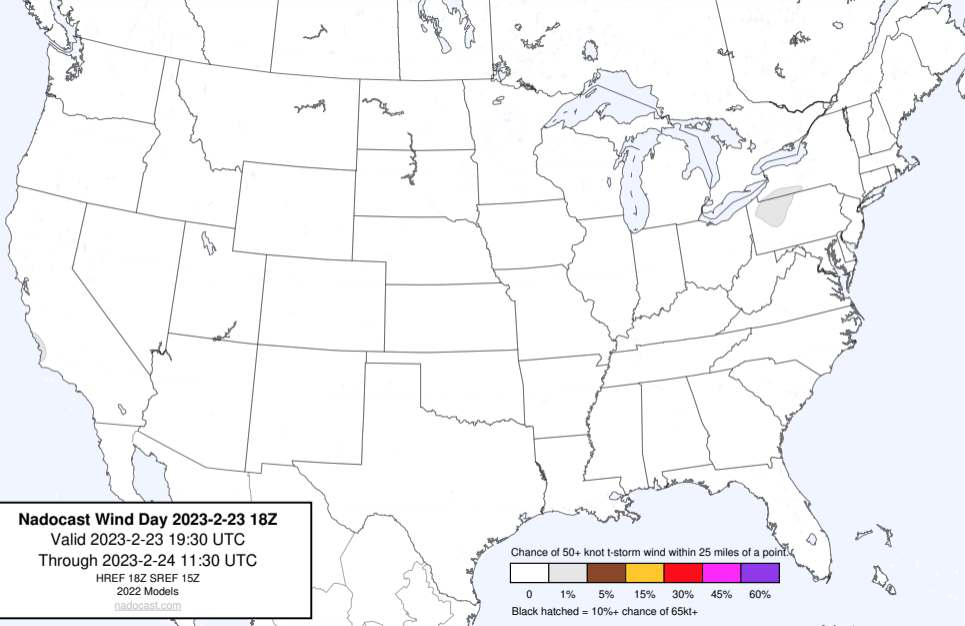 Nadocast Wind Day 2023-2-23 18Z
Valid 2023-2-23 19:30 UTC
Through 2023-2-24 11:30 UTC
HREF 18Z SREF 15Z
2022 Models
nadocast.com
Chance of 50+ knot t-storm wind within 25 miles of a point.
0 1% 5% 15% 30% 45% 60%
Black hatched = 10%+ chance of 65kt+